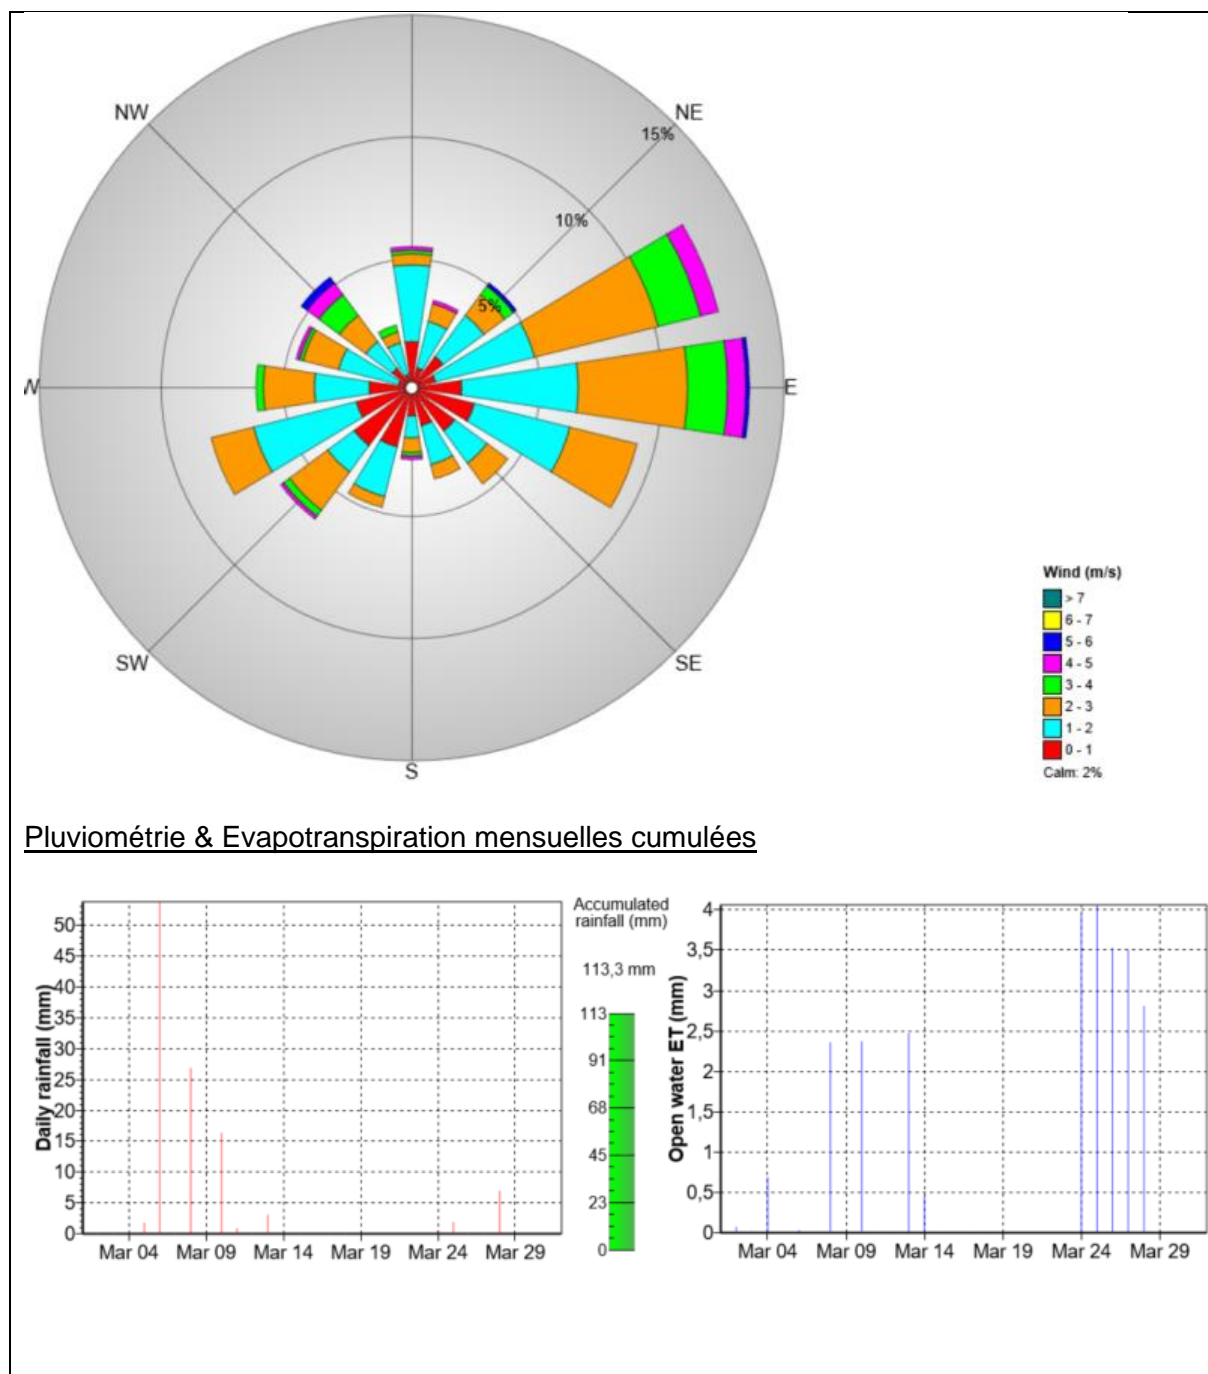 NW
NE
15%
10%
5%
W
E
SW
SE
S
Wind (m/s)
> 7
6 - 7
5 - 6
4 - 5
3 - 4
2 - 3
1 - 2
0 - 1
Calm: 2%
Pluviométrie & Evapotranspiration mensuelles cumulées
Daily rainfall (mm)
50
45
40
35
30
25
20
15
10
5
0
Mar 04 Mar 09 Mar 14 Mar 19 Mar 24 Mar 29
Accumulated
rainfall (mm)
113,3 mm
113
91
68
45
23
0
Open water ET (mm)
4
3,5
3
2,5
2
1,5
1
0,5
0
Mar 04 Mar 09 Mar 14 Mar 19 Mar 24 Mar 29